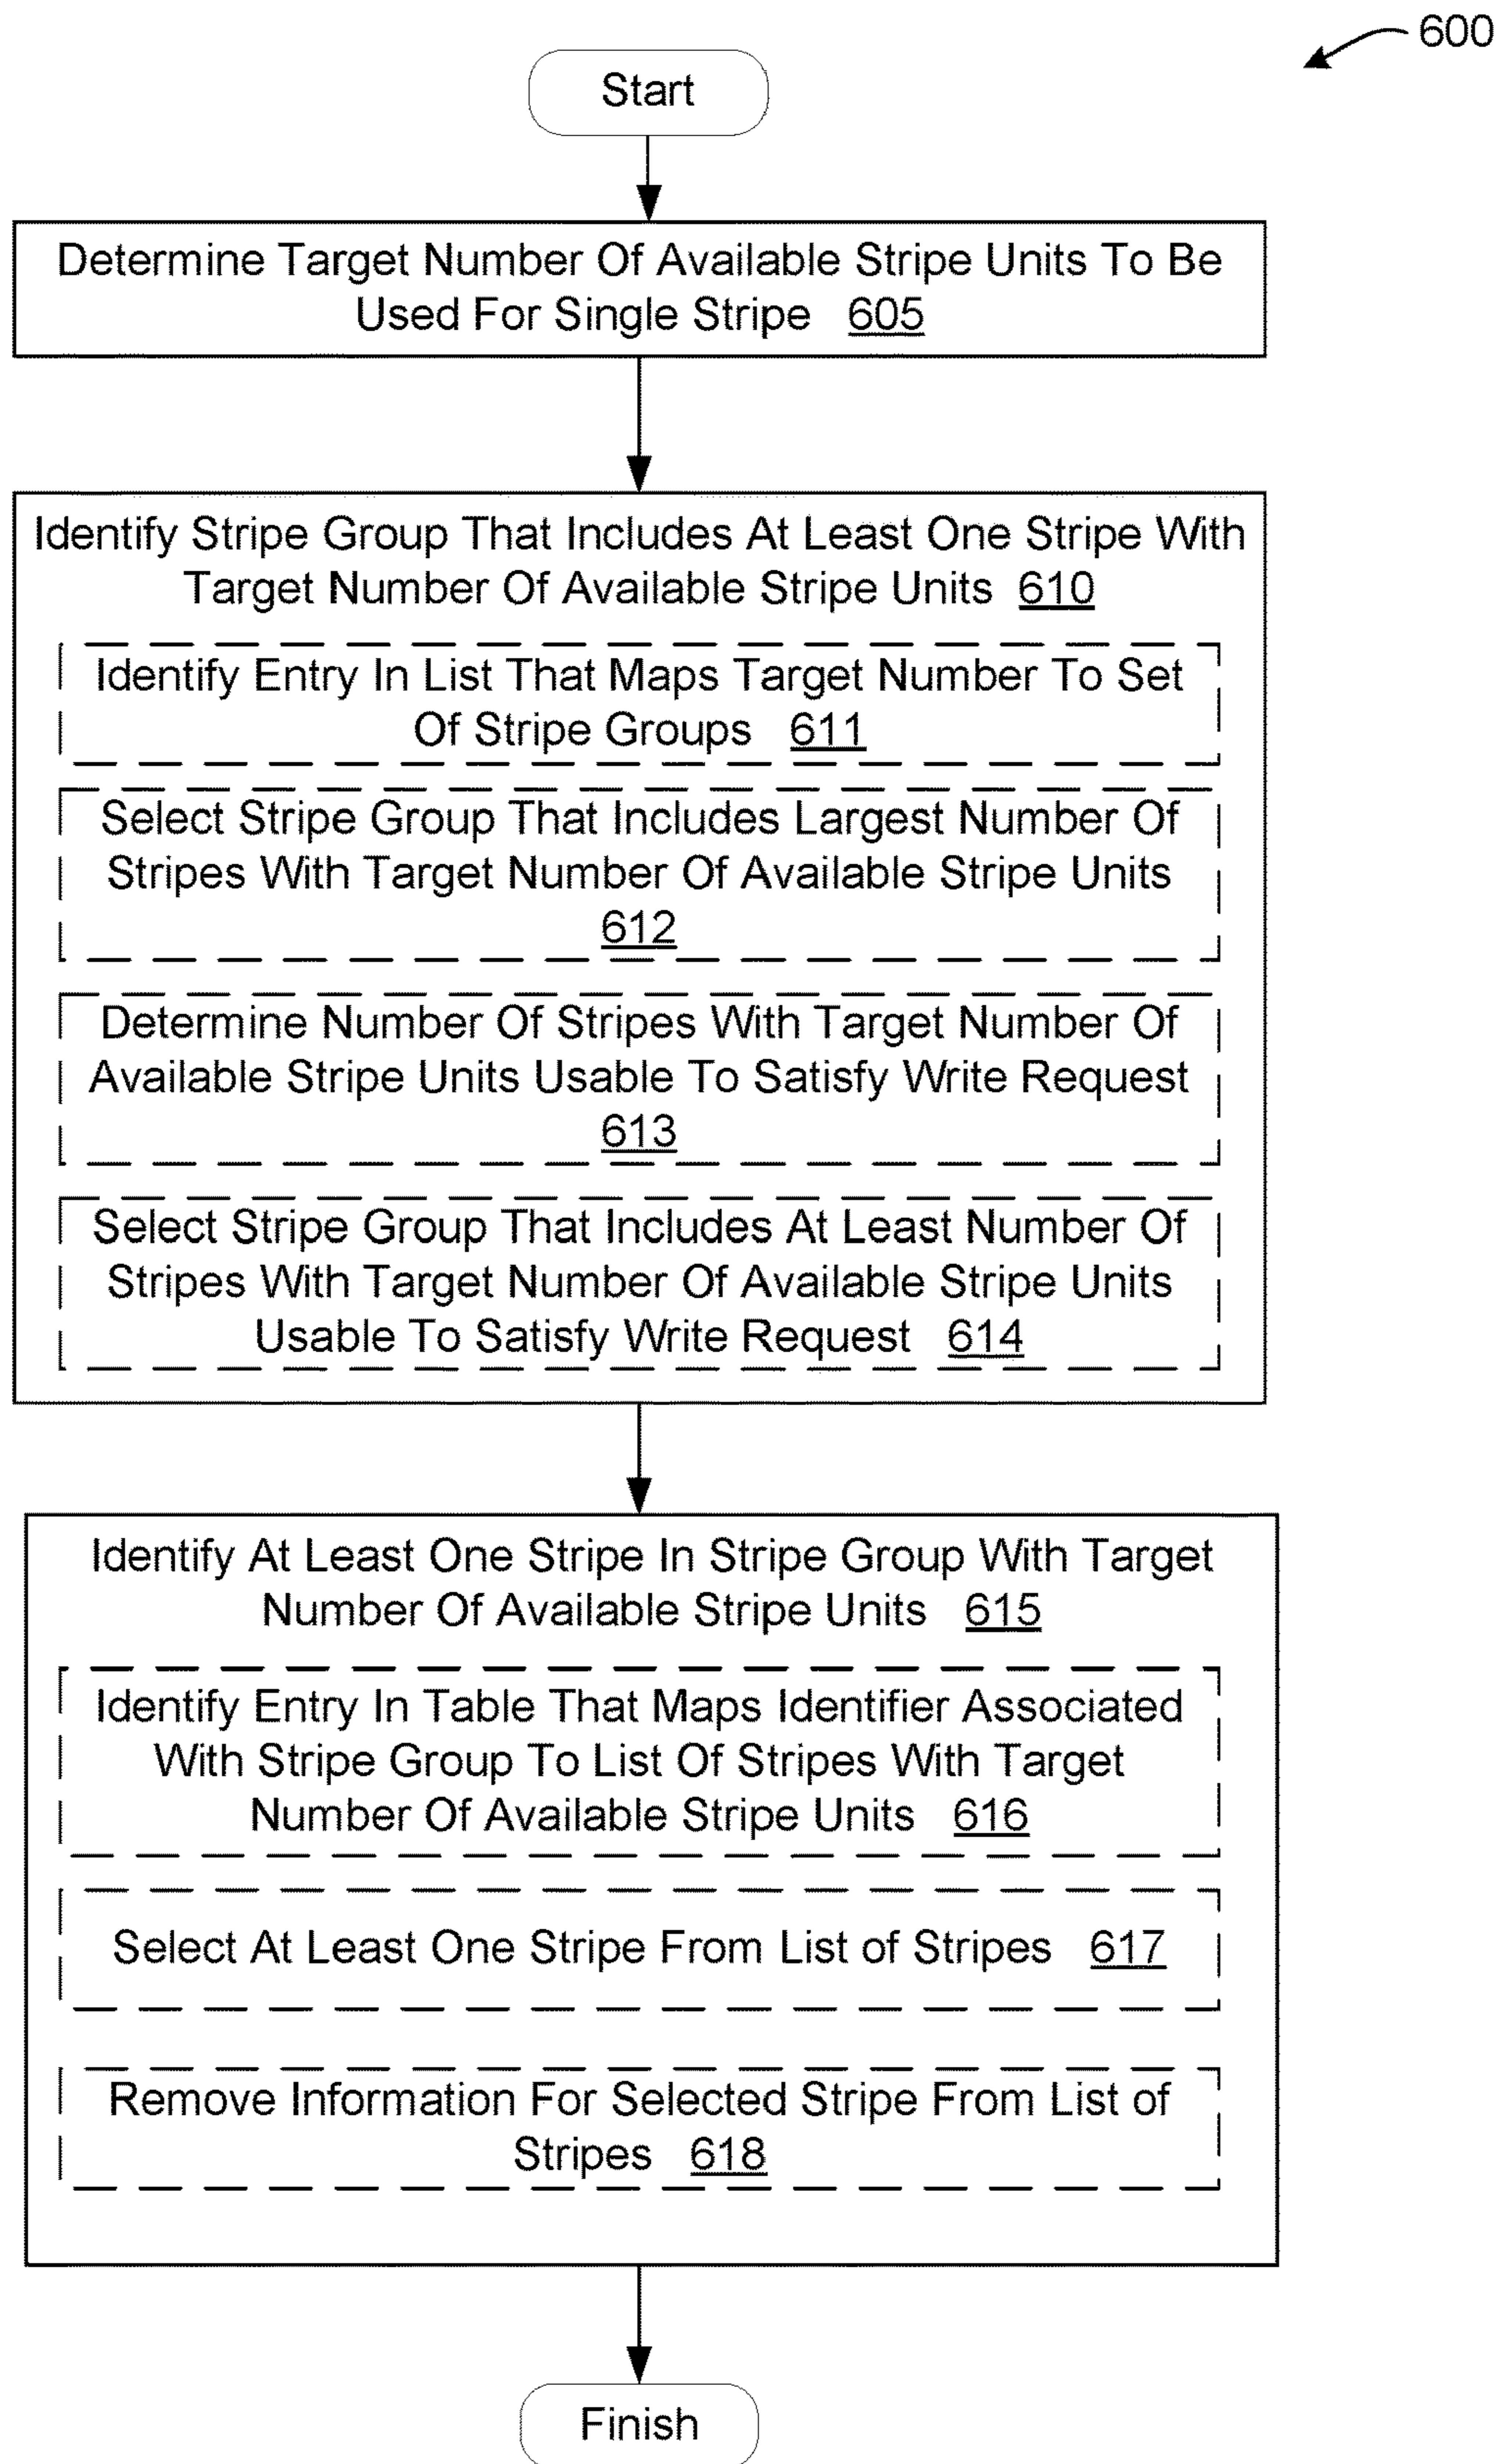 600
Start
Determine Target Number Of Available Stripe Units To Be
Used For Single Stripe 605
Identify Stripe Group That Includes At Least One Stripe With
Target Number Of Available Stripe Units 610
Identify Entry In List That Maps Target Number To Set
Of Stripe Groups 611
Select Stripe Group That Includes Largest Number Of
Stripes With Target Number Of Available Stripe Units
612
Determine Number Of Stripes With Target Number Of
Available Stripe Units Usable To Satisfy Write Request
613
Select Stripe Group That Includes At Least Number Of
Stripes With Target Number Of Available Stripe Units
Usable To Satisfy Write Request 614
Identify At Least One Stripe In Stripe Group With Target
Number Of Available Stripe Units 615
Identify Entry In Table That Maps Identifier Associated
With Stripe Group To List Of Stripes With Target
Number Of Available Stripe Units 616
Select At Least One Stripe From List of Stripes 617
Remove Information For Selected Stripe From List of
Stripes 618
Finish